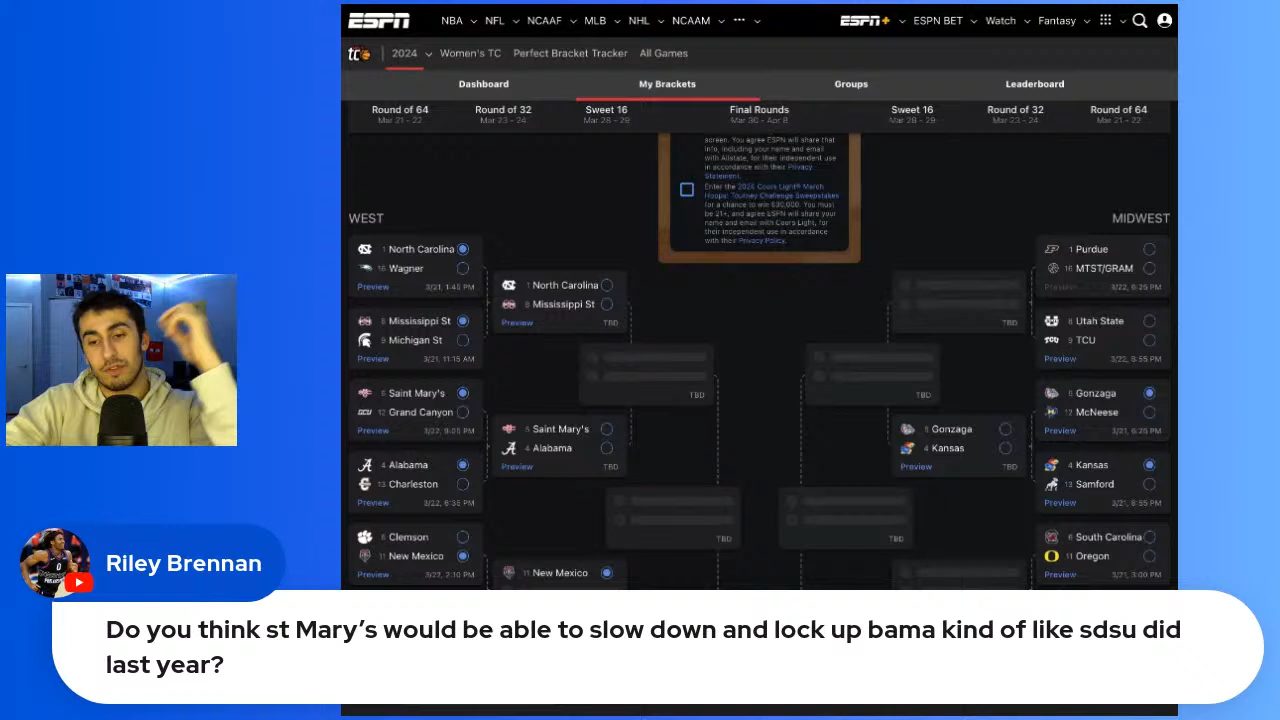 ESPN NBA NFL NCAAF MLB NHL NCAAM ESPN+ ESPN BET Watch Fantasy
tc 2024 Women's TC Perfect Bracket Tracker All Games
Dashboard My Brackets Groups Leaderboard
Round of 64 Round of 32 Sweet 16 Final Rounds Sweet 16 Round of 32 Round of 64
Mar 21 - 22 Mar 23 - 24 Mar 28 - 29 Mar 30 - Apr 8 Mar 28 - 29 Mar 23 - 24 Mar 21 - 22
screen. You agree ESPN will share that
info, including your name and email
with Allstate, for their independent use
in accordance with their Privacy
Statement.
Enter the 2024 Coors Light® March
Hoops: Tourney Challenge Sweepstakes
for a chance to win $30,000. You must
be 21+, and agree ESPN will share your
name and email with Coors Light, for
their independent use in accordance
with their Privacy Policy.
WEST
1 North Carolina
16 Wagner
Preview 3/21, 1:45 PM
8 Mississippi St
9 Michigan St
Preview 3/21, 11:15 AM
5 Saint Mary's
GCU 12 Grand Canyon
Preview 3/22, 9:05 PM
4 Alabama
13 Charleston
Preview 3/22, 6:35 PM
6 Clemson
11 New Mexico
Preview 3/22, 2:10 PM
1 North Carolina
8 Mississippi St
Preview TBD
5 Saint Mary's
4 Alabama
Preview TBD
11 New Mexico
TBD
TBD
TBD
TBD
TBD
5 Gonzaga
4 Kansas
Preview TBD
MIDWEST
1 Purdue
16 MTST/GRAM
Preview 3/22, 6:25 PM
8 Utah State
TCU 9 TCU
Preview 3/22, 8:55 PM
5 Gonzaga
12 McNeese
Preview 3/21, 6:25 PM
4 Kansas
13 Samford
Preview 3/21, 8:55 PM
6 South Carolina
11 Oregon
Preview 3/21, 3:00 PM
Riley Brennan
Do you think st Mary’s would be able to slow down and lock up bama kind of like sdsu did
last year?